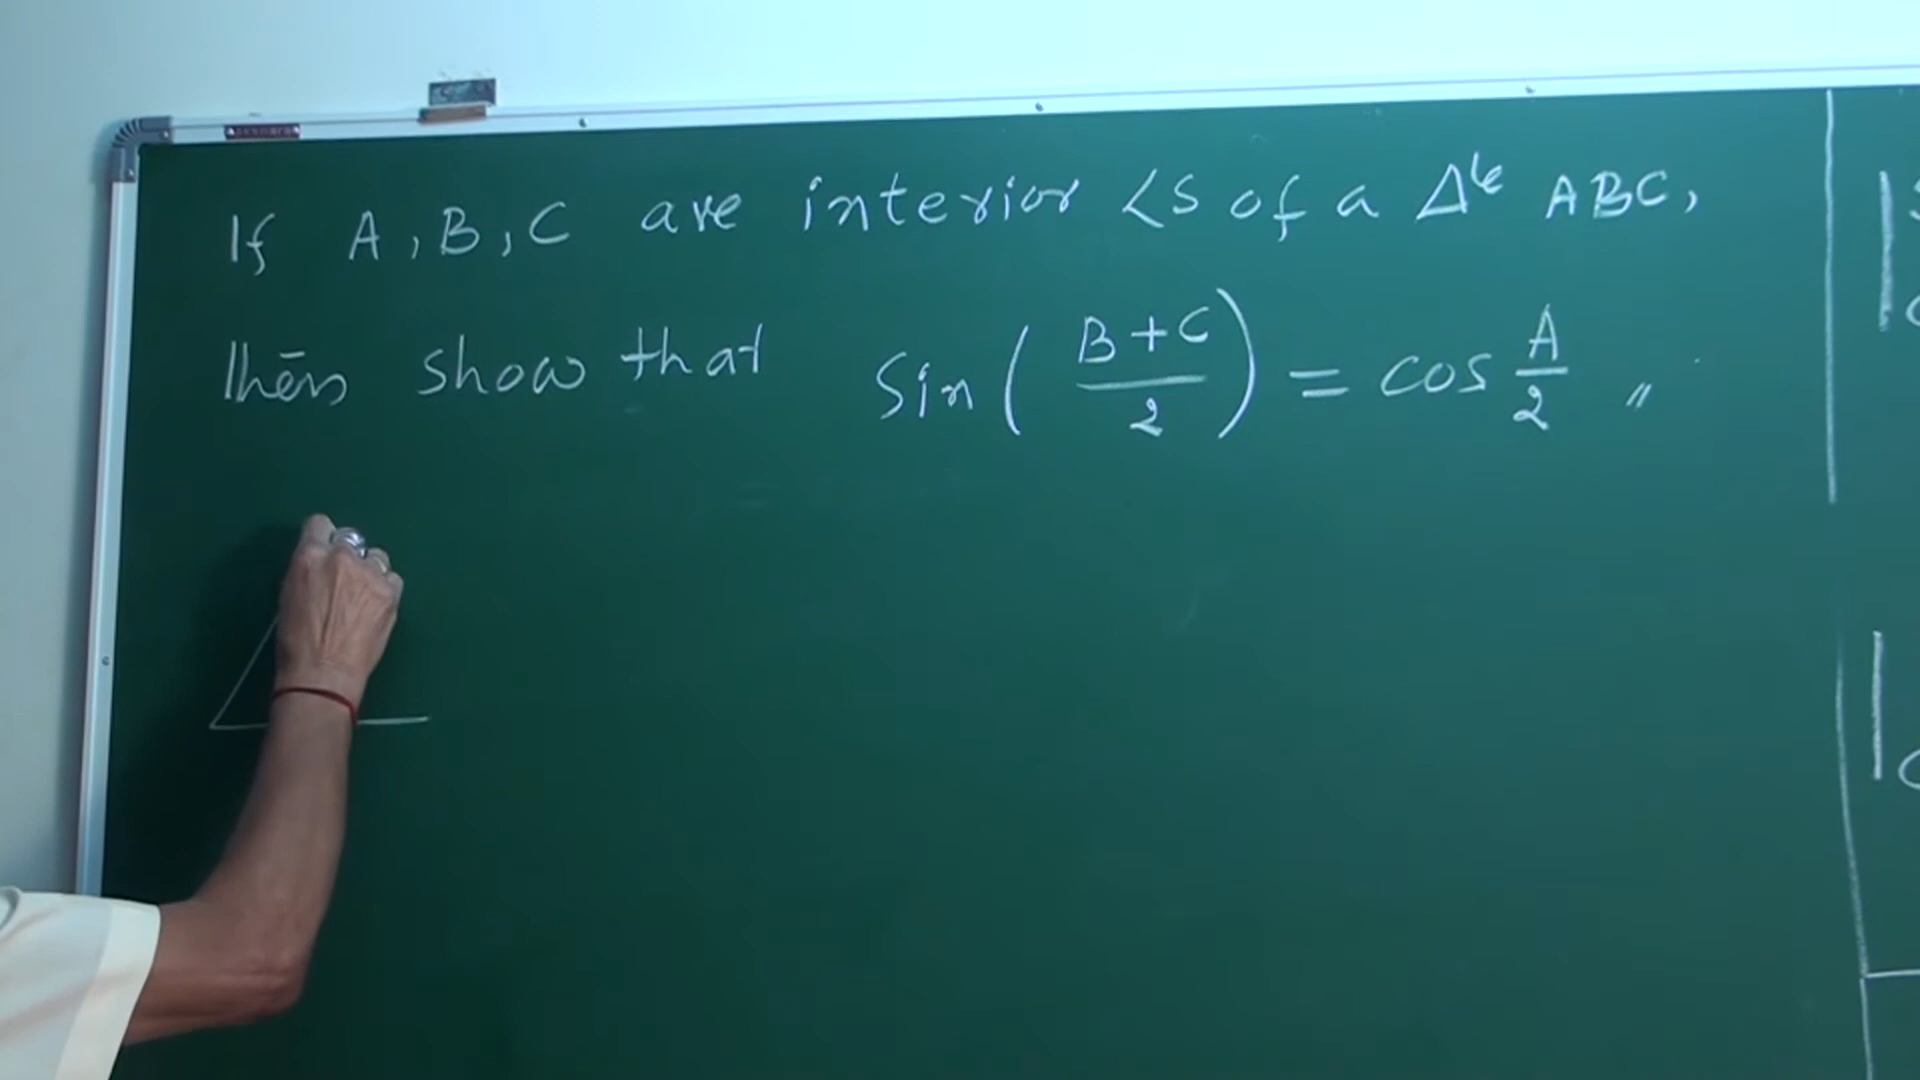 If A, B, C are interior ∠s of a Δle ABC,
Then show that Sin( B+C/2 ) = cos A/2 "